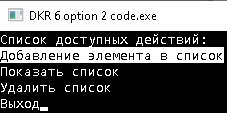 DKR 6 option 2 code.exe
Список доступных действий:
Добавление элемента в список
Показать список
Удалить список
Выход